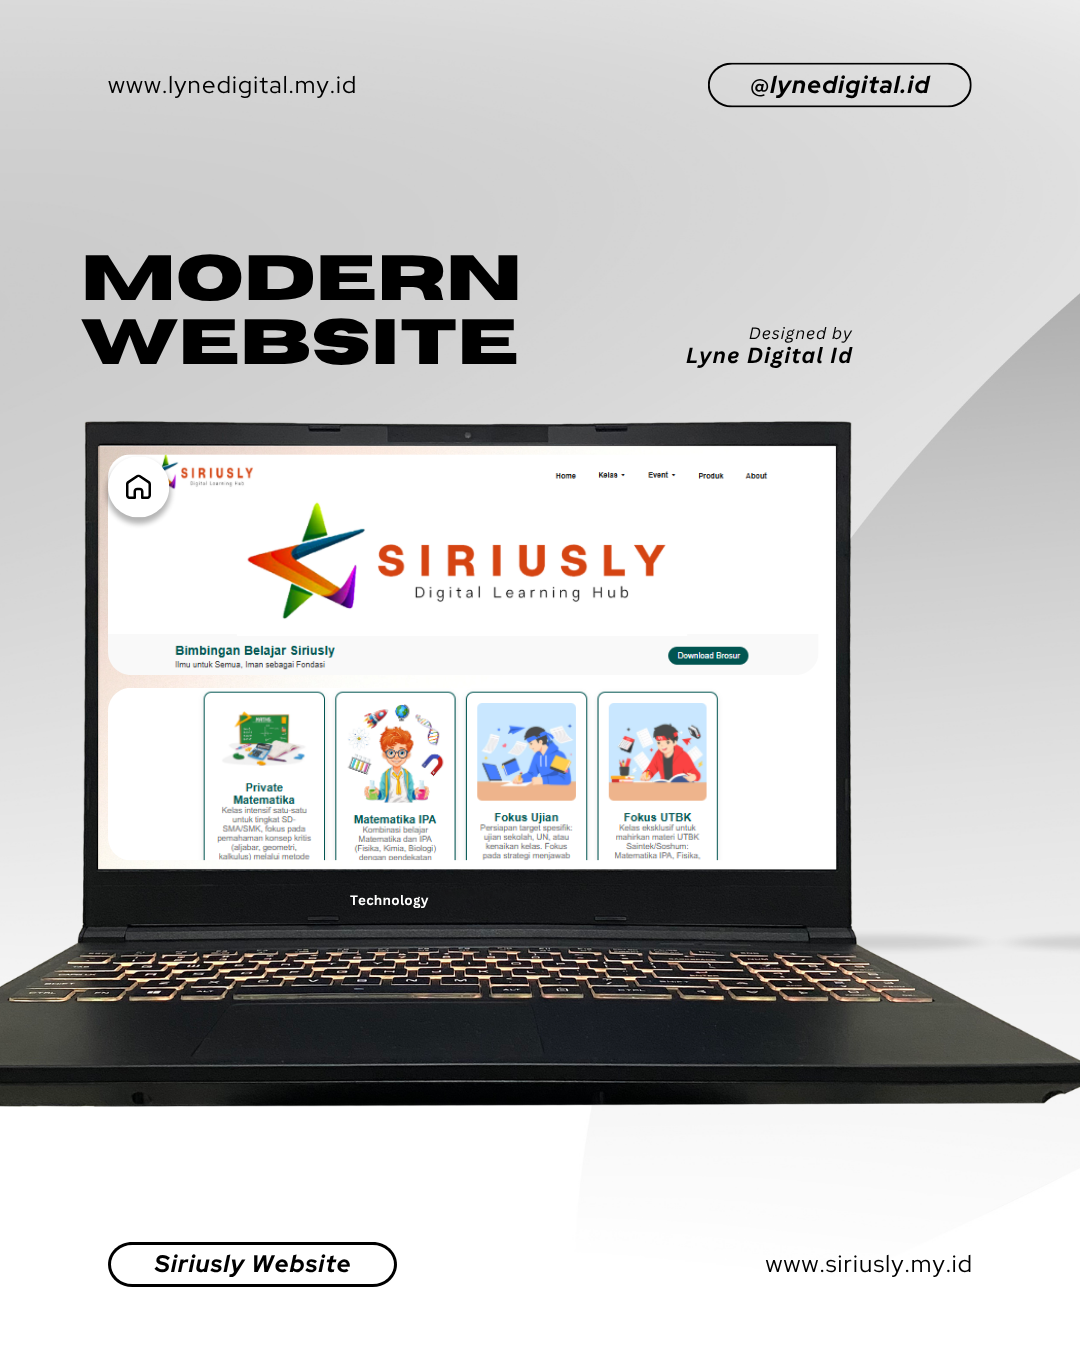 www.lynedigital.my.id
@lynedigital.id
MODERN
WEBSITE
Designed by
Lyne Digital Id
SIRIUSLY
Digital Learning Hub
Home
Kelas
Event
Produk
About
SIRIUSLY
Digital Learning Hub
Bimbingan Belajar Siriusly
Ilmu untuk Semua, Iman sebagai Fondasi
Download Brosur
Private
Matematika
Kelas intensif satu-satu
untuk tingkat SD-
SMA/SMK, fokus pada
pemahaman konsep kritis
(aljabar, geometri,
kalkulus) melalui metode
Matematika IPA
Kombinasi belajar
Matematika dan IPA
(Fisika, Kimia, Biologi)
dengan pendekatan
Fokus Ujian
Persiapan target spesifik:
ujian sekolah, UN, atau
kenaikan kelas. Fokus
pada strategi menjawab
Fokus UTBK
Kelas eksklusif untuk
mahirkan materi UTBK
Saintek/Soshum:
Matematika IPA, Fisika,
Technology
Siriusly Website
www.siriusly.my.id